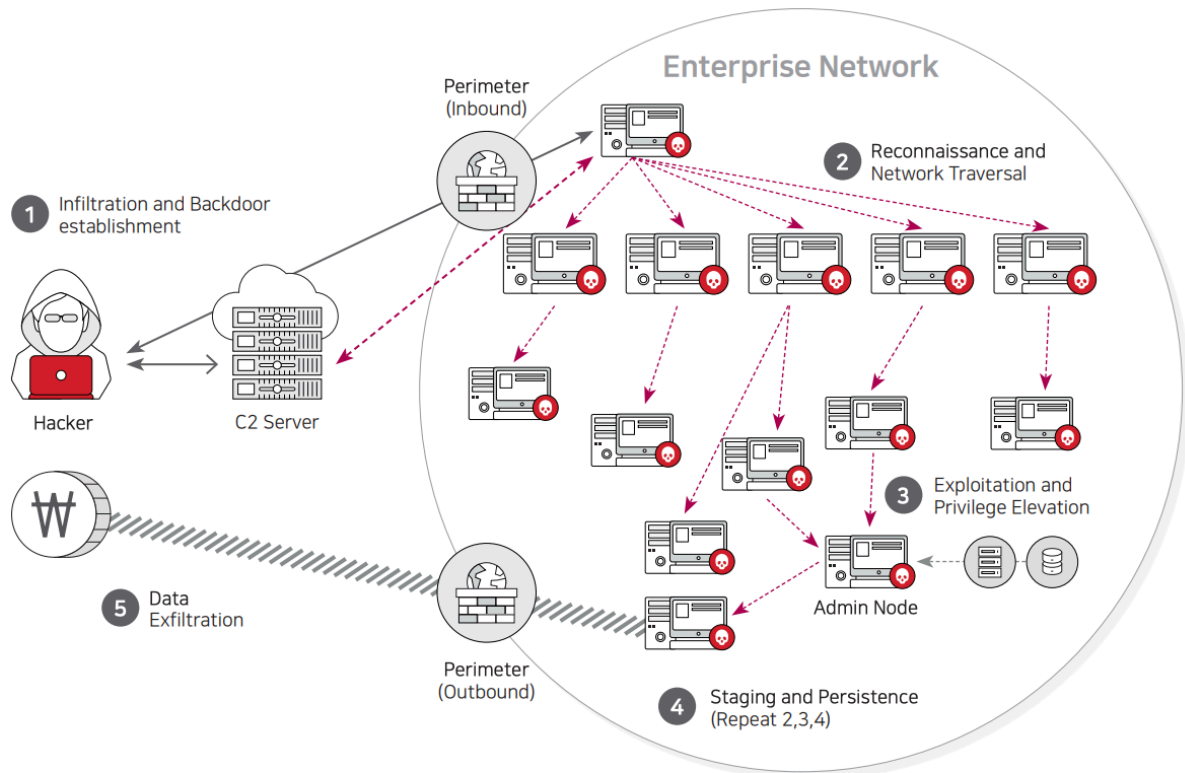 Enterprise Network
Perimeter
(Inbound)
2 Reconnaissance and
Network Traversal
1 Infiltration and Backdoor
establishment
Hacker
C2 Server
3 Exploitation and
Privilege Elevation
₩
Admin Node
5 Data
Exfiltration
Perimeter
(Outbound)
4 Staging and Persistence
(Repeat 2,3,4)